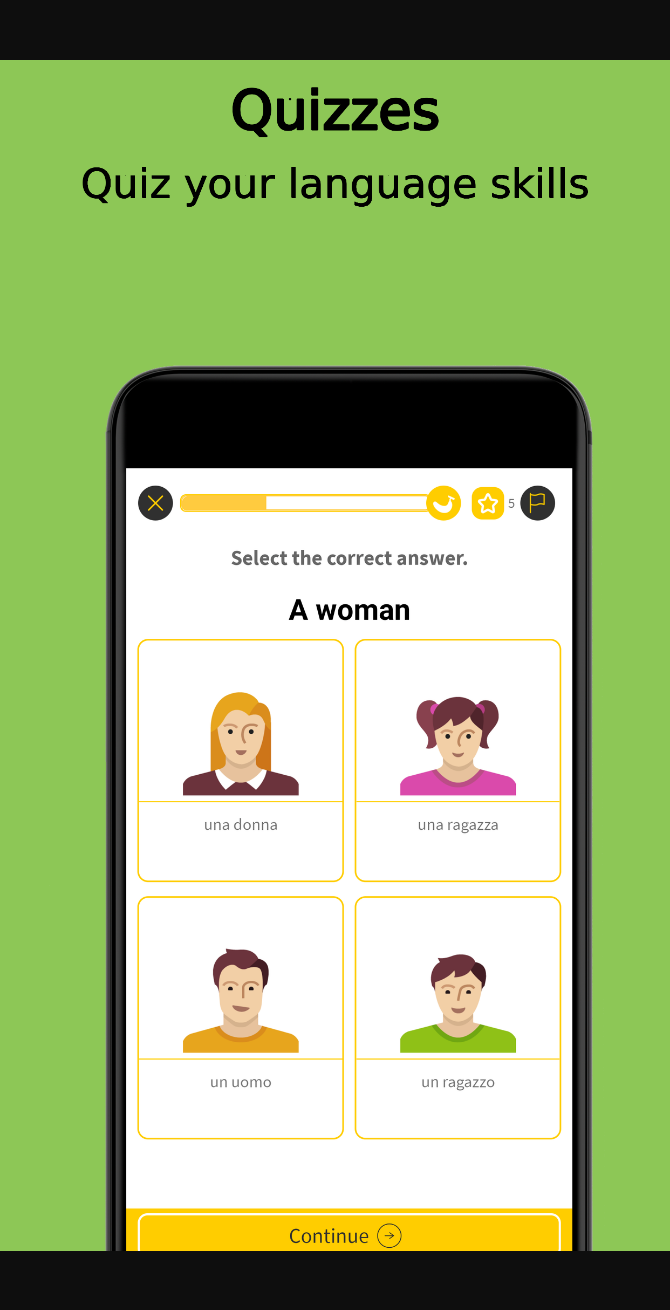 Quizzes
Quiz your language skills
5
Select the correct answer.
A woman
una donna
una ragazza
un uomo
un ragazzo
Continue